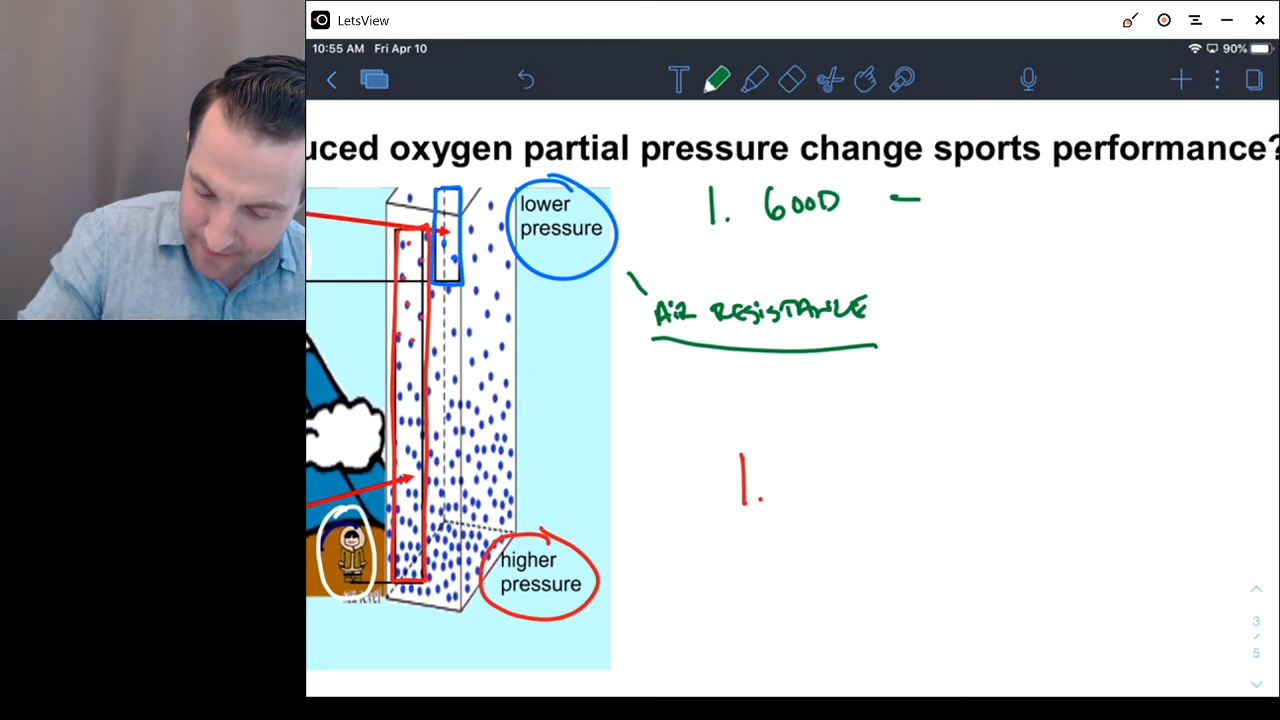 LetsView
10:55 AM Fri Apr 10
90%
T
uced oxygen partial pressure change sports performance?
lower
pressure
1. GOOD -
AIR RESISTANCE
1.
higher
pressure
3
/
5